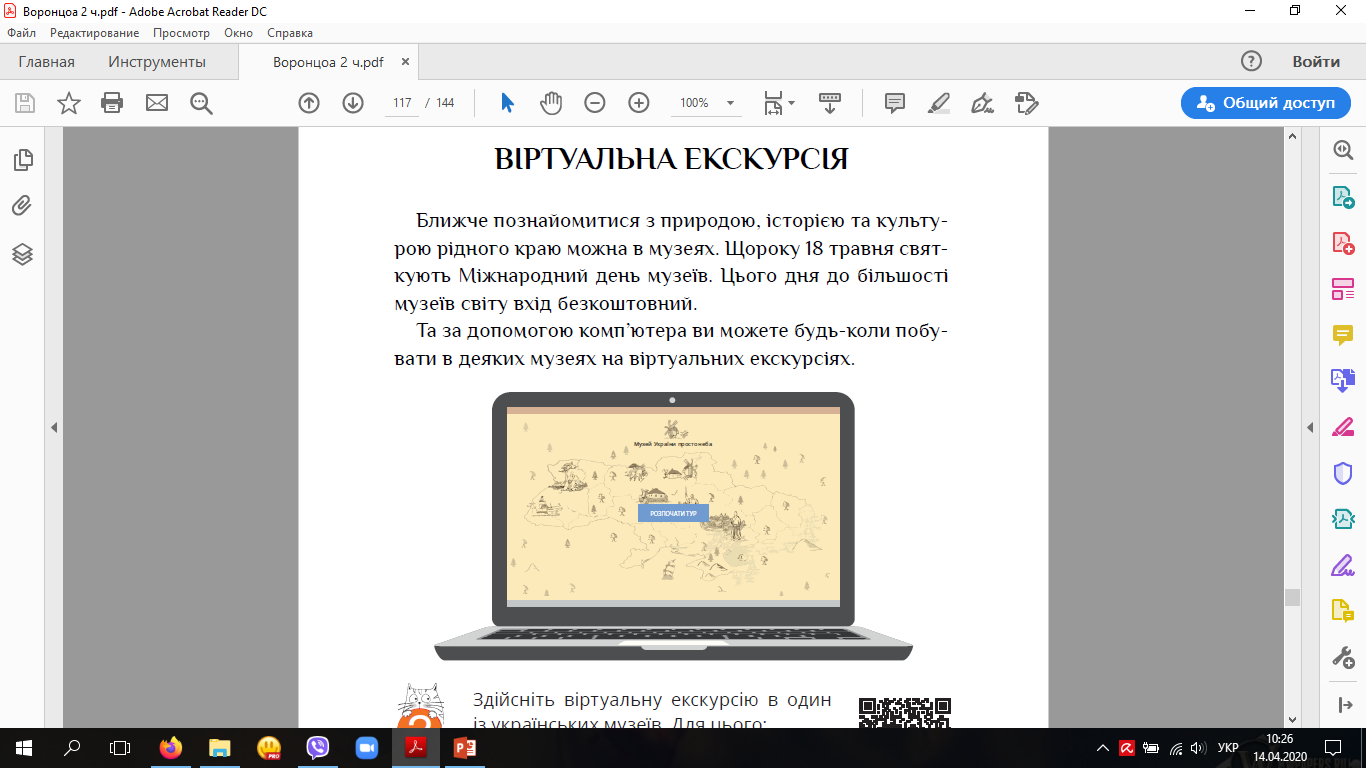 Воронцоа 2 ч.pdf - Adobe Acrobat Reader DC
Файл Редактирование Просмотр Окно Справка
Главная Инструменты Воронцоа 2 ч.pdf × ? Войти
117 / 144 100% Общий доступ
ВІРТУАЛЬНА ЕКСКУРСІЯ
Ближче познайомитися з природою, історією та культу-
рою рідного краю можна в музеях. Щороку 18 травня свят-
кують Міжнародний день музеїв. Цього дня до більшості
музеїв світу вхід безкоштовний.
Та за допомогою комп’ютера ви можете будь-коли побу-
вати в деяких музеях на віртуальних екскурсіях.
Музей України просто неба
РОЗПОЧАТИ ТУР
Здійсніть віртуальну екскурсію в один
із українських музеїв. Для цього:
PRO
УКР
10:26
14.04.2020